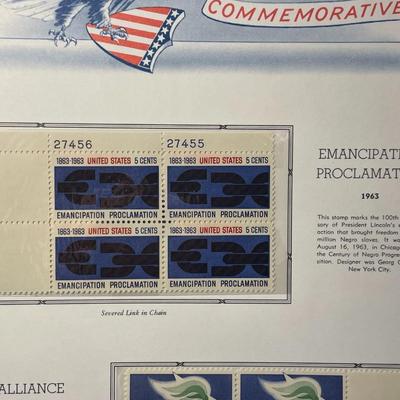 COMMEMORATIVE
27456 27455
1863-1963 UNITED STATES 5 CENTS 1863-1963 UNITED STATES 5 CENTS
EMANCIPATION PROCLAMATION EMANCIPATION PROCLAMATION
1863-1963 UNITED STATES 5 CENTS 1863-1963 UNITED STATES 5 CENTS
EMANCIPATION PROCLAMATION EMANCIPATION PROCLAMATION
Severed Link in Chain
EMANCIPATI
PROCLAMAT
1963
This stamp marks the 100th
sory of President Lincoln's
action that brought freedom
million Negro slaves. It wa
August 16, 1963, in Chicago
the Century of Negro Progre
sition. Designer was Georg O
New York City.
ALLIANCE